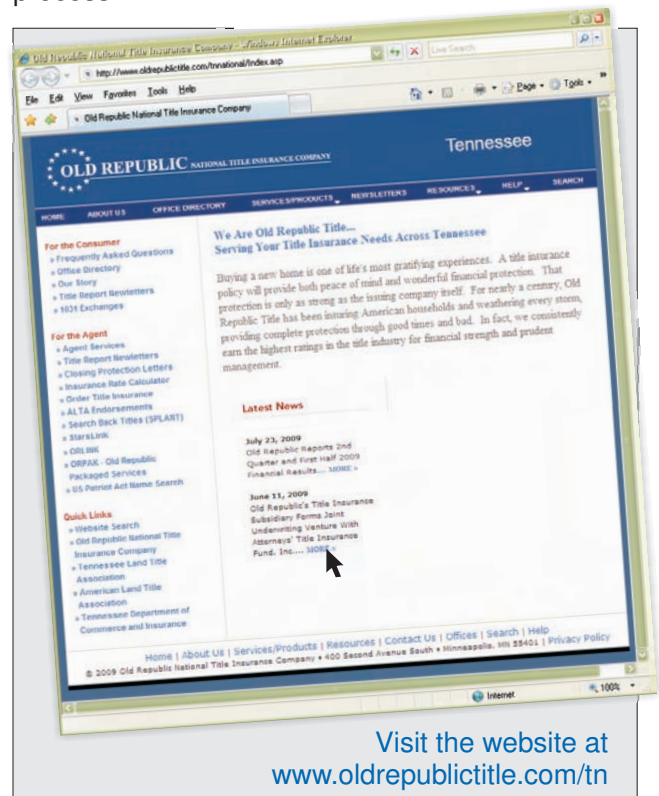 Old Republic National Title Insurance Company - Windows Internet Explorer
http://www.oldrepublictitle.com/tnnational/index.asp
Live Search
File Edit View Favorites Tools Help
Old Republic National Title Insurance Company
Page
Tools
OLD REPUBLIC NATIONAL TITLE INSURANCE COMPANY
Tennessee
HOME ABOUT US OFFICE DIRECTORY SERVICES/PRODUCTS NEWSLETTERS RESOURCES HELP SEARCH
For the Consumer
» Frequently Asked Questions
» Office Directory
» Our Story
» Title Report Newletters
» 1031 Exchanges
For the Agent
» Agent Services
» Title Report Newletters
» Closing Protection Letters
» Insurance Rate Calculator
» Order Title Insurance
» ALTA Endorsements
» Search Back Titles (SPLART)
» StarsLink
» ORLINK
» ORPAK - Old Republic
Packaged Services
» US Patriot Act Name Search
Quick Links
» Website Search
» Old Republic National Title
Insurance Company
» Tennessee Land Title
Association
» American Land Title
Association
» Tennessee Department of
Commerce and Insurance
We Are Old Republic Title...
Serving Your Title Insurance Needs Across Tennessee
Buying a new home is one of life's most gratifying experiences. A title insurance
policy will provide both peace of mind and wonderful financial protection. That
protection is only as strong as the issuing company itself. For nearly a century, Old
Republic Title has been insuring American households and weathering every storm,
providing complete protection through good times and bad. In fact, we consistently
earn the highest ratings in the title industry for financial strength and prudent
management.
Latest News
July 23, 2009
Old Republic Reports 2nd
Quarter and First Half 2009
Financial Results... MORE »
June 11, 2009
Old Republic's Title Insurance
Subsidiary Forms Joint
Underwriting Venture With
Attorneys' Title Insurance
Fund, Inc.... MORE »
Home | About Us | Services/Products | Resources | Contact Us | Offices | Search | Help
© 2009 Old Republic National Title Insurance Company • 400 Second Avenue South • Minneapolis, MN 55401 | Privacy Policy
Internet
100%
Visit the website at
www.oldrepublictitle.com/tn